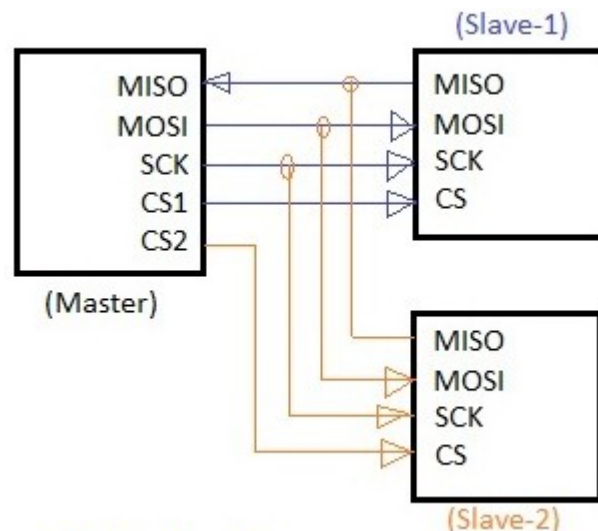 (Slave-1)
MISO
MOSI
SCK
CS1
CS2
(Master)
MISO
MOSI
SCK
CS
MISO
MOSI
SCK
CS
(Slave-2)